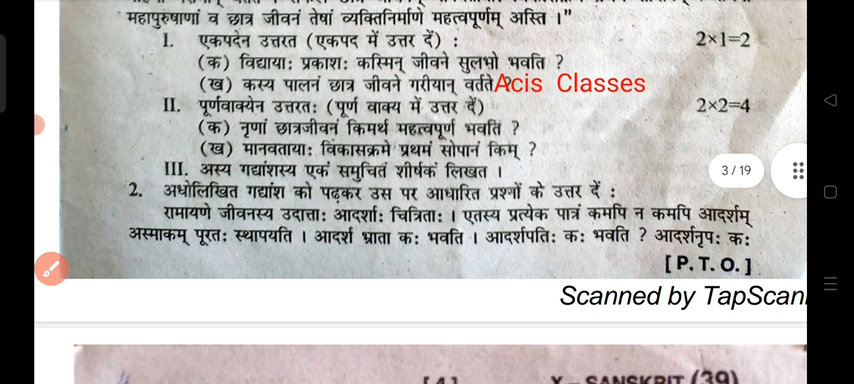 महापुरुषाणां व छात्र जीवनं तेषां व्यक्तिनिर्माणे महत्वपूर्णम् अस्ति ।”
I. एकपदेन उत्तरत (एकपद में उत्तर दें) : 2×1=2
(क) विद्यायाः प्रकाशः कस्मिन् जीवने सुलभो भवति ?
(ख) कस्य पालनं छात्र जीवने गरीयान् वर्तते ?
Acis Classes
II. पूर्णवाक्येन उत्तरतः (पूर्ण वाक्य में उत्तर दें) 2×2=4
(क) नृणां छात्रजीवनं किमर्थ महत्वपूर्ण भवति ?
(ख) मानवतायाः विकासक्रमे प्रथमं सोपानं किम् ?
III. अस्य गद्यांशस्य एकं समुचितं शीर्षकं लिखत ।
3 / 19
2. अधोलिखित गद्यांश को पढ़कर उस पर आधारित प्रश्नों के उत्तर दें :
रामायणे जीवनस्य उदात्ताः आदर्शाः चित्रिताः । एतस्य प्रत्येक पात्रं कमपि न कमपि आदर्शम्
अस्माकम् पूरतः स्थापयति । आदर्श भ्राता कः भवति । आदर्शपतिः कः भवति ? आदर्शनृपः कः
[ P. T. O. ]
Scanned by TapScan
[4] X – SANSKRIT (39)